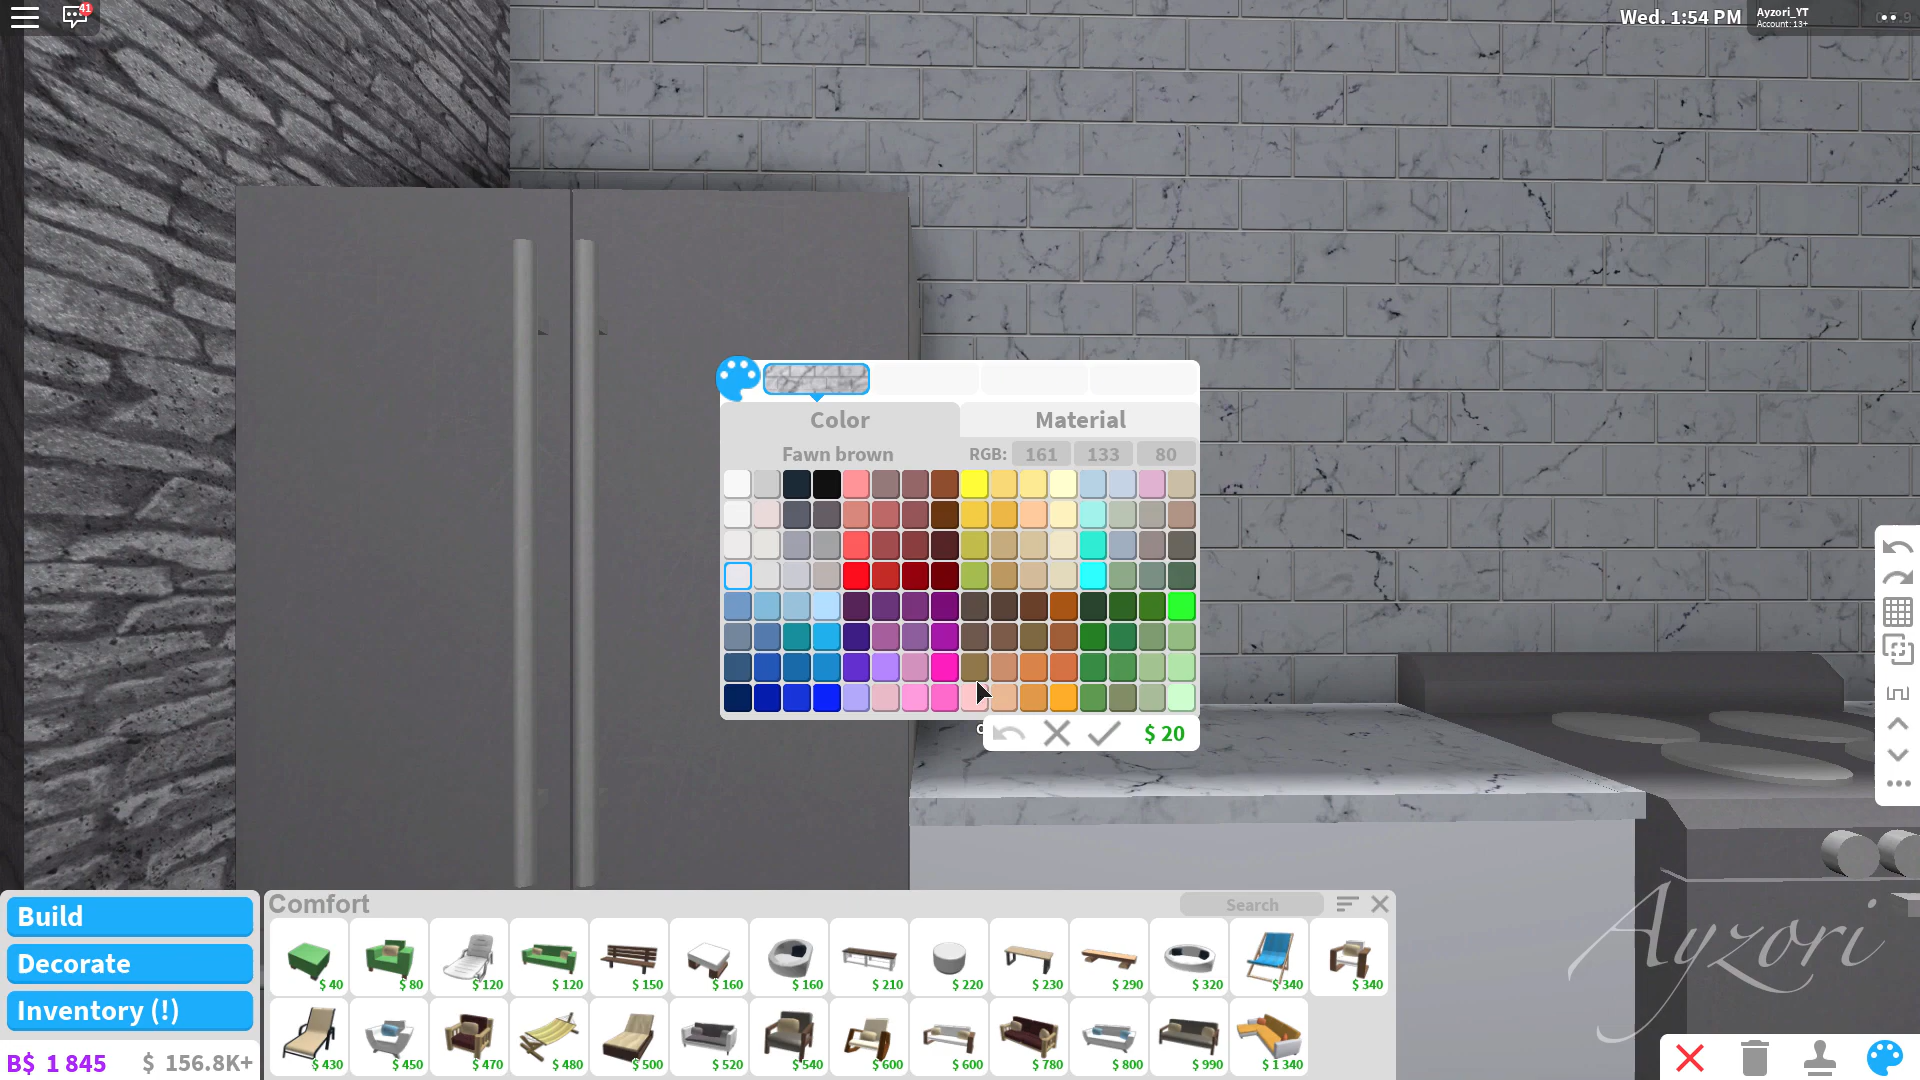 41
Wed. 1:54 PM
Ayzori_YT
Account: 13+
Color
Material
Fawn brown
RGB: 161 133 80
$ 20
Build
Decorate
Inventory (!)
B$ 1 845
$ 156.8K+
Comfort
Search
$ 40
$ 80
$ 120
$ 120
$ 150
$ 160
$ 160
$ 210
$ 220
$ 230
$ 290
$ 320
$ 340
$ 340
$ 430
$ 450
$ 470
$ 480
$ 500
$ 520
$ 540
$ 600
$ 600
$ 780
$ 800
$ 990
$ 1 340
Ayzori